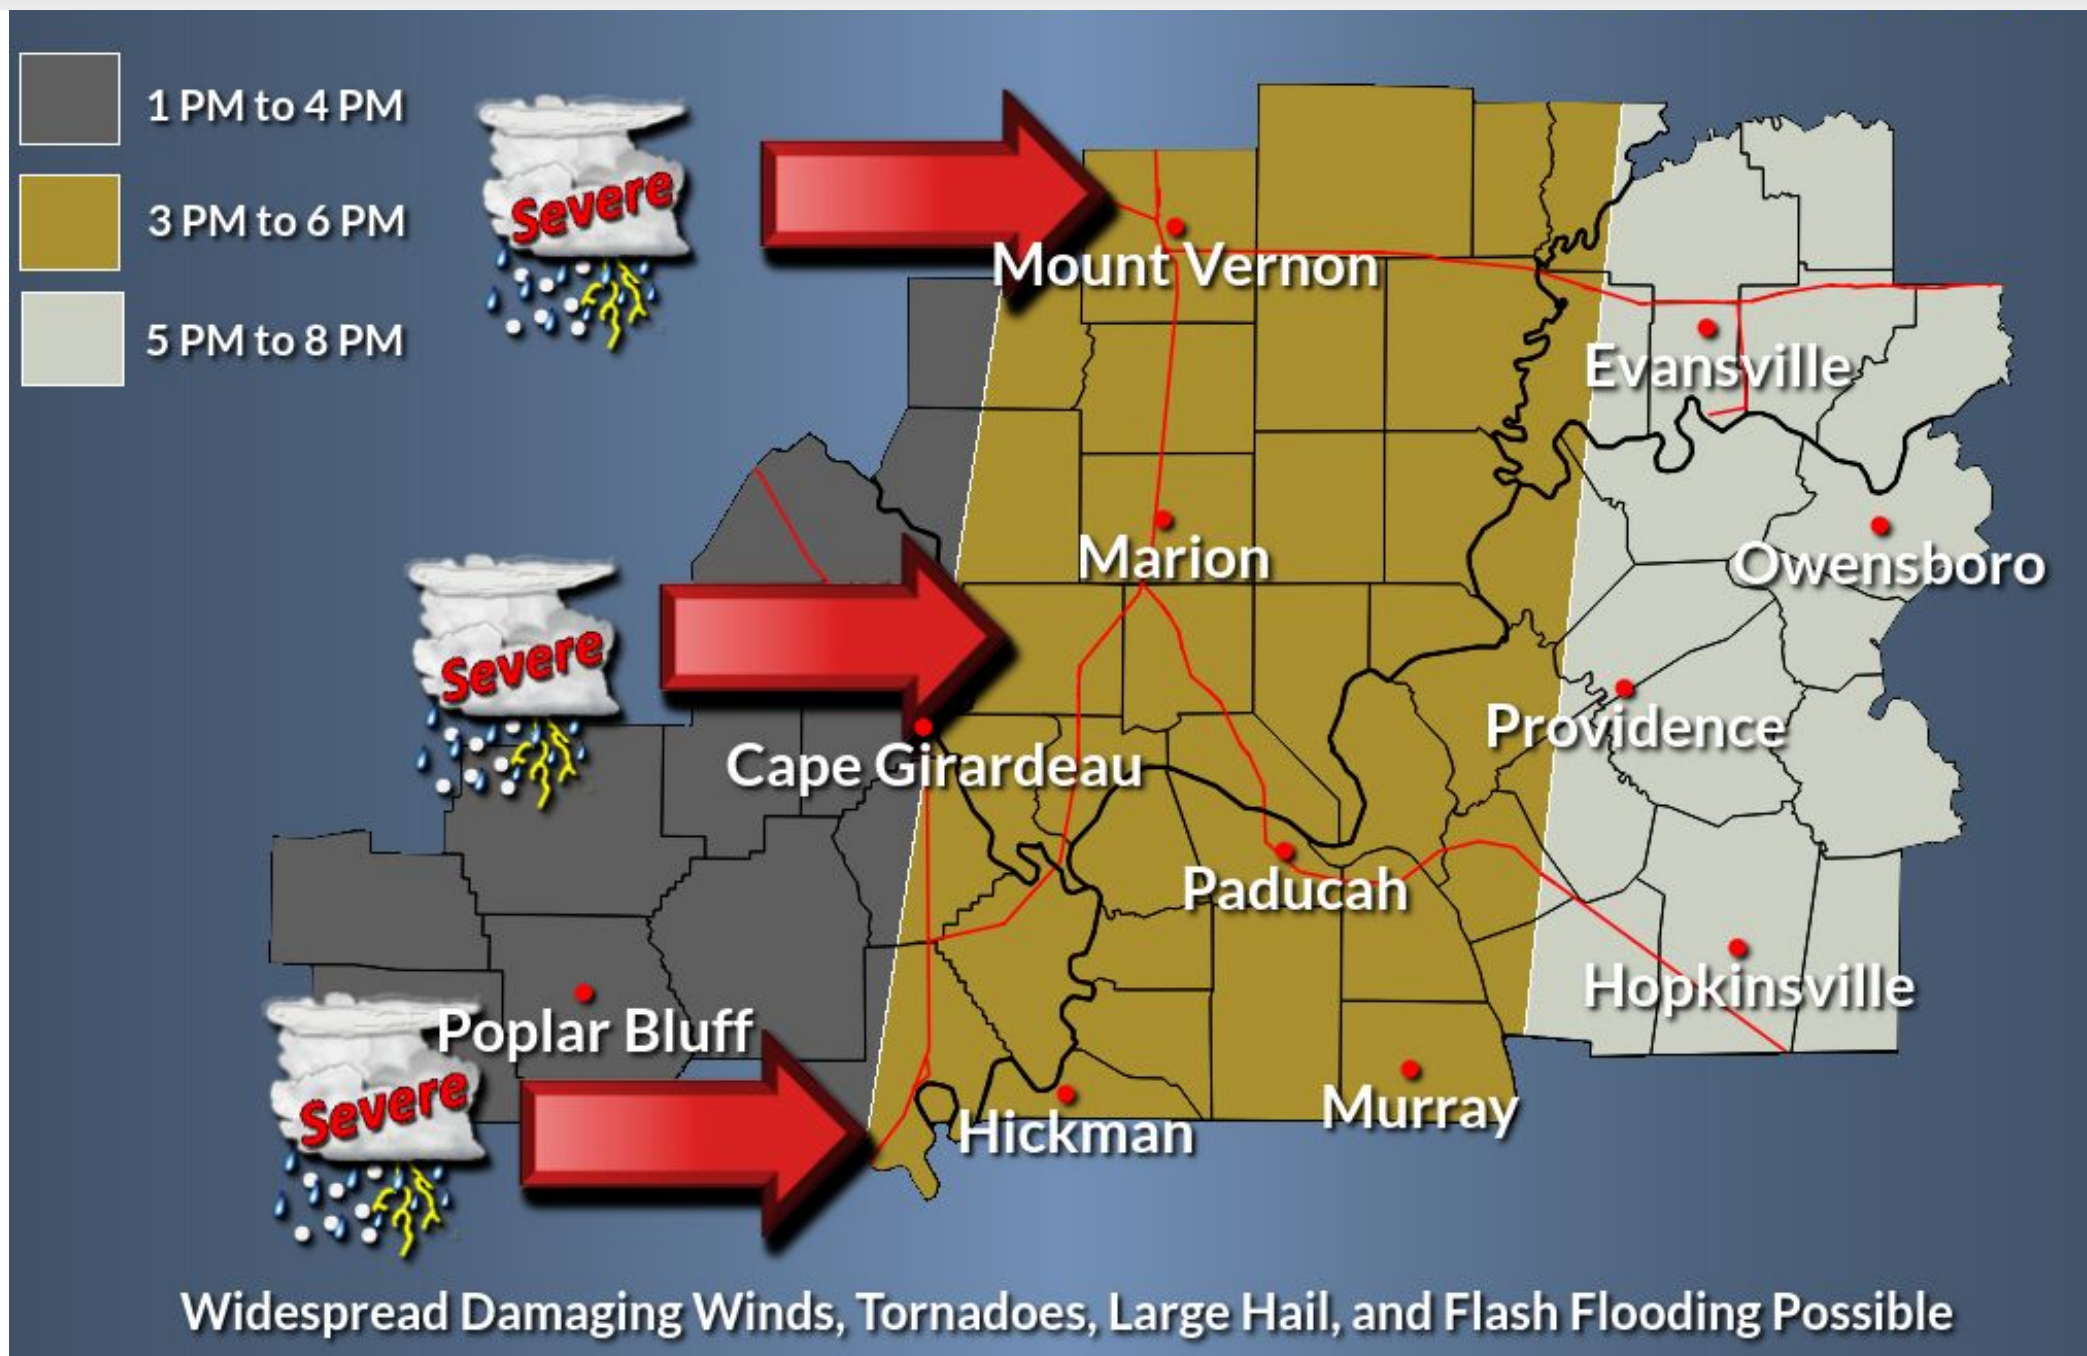 1 PM to 4 PM
3 PM to 6 PM
5 PM to 8 PM
Severe
Mount Vernon
Evansville
Marion
Owensboro
Severe
Providence
Cape Girardeau
Paducah
Hopkinsville
Poplar Bluff
Severe
Murray
Hickman
Widespread Damaging Winds, Tornadoes, Large Hail, and Flash Flooding Possible